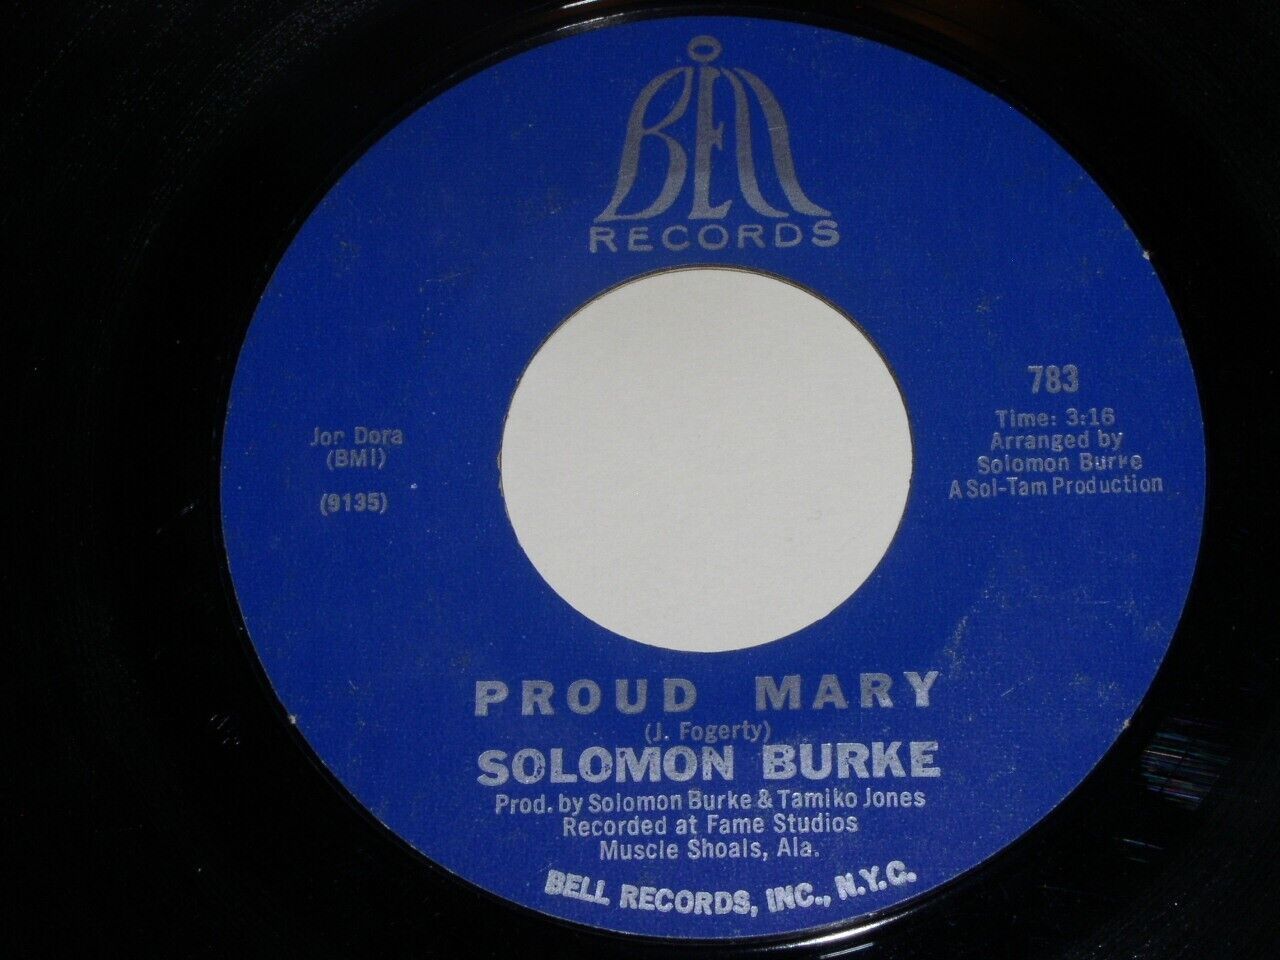 BELL
RECORDS
783
Time: 3:16
Arranged by
Solomon Burke
A Sol-Tam Production
Jon Dora
(BMI)
(9135)
PROUD MARY
(J. Fogerty)
SOLOMON BURKE
Prod. by Solomon Burke & Tamiko Jones
Recorded at Fame Studios
Muscle Shoals, Ala.
BELL RECORDS, INC., N.Y.C.